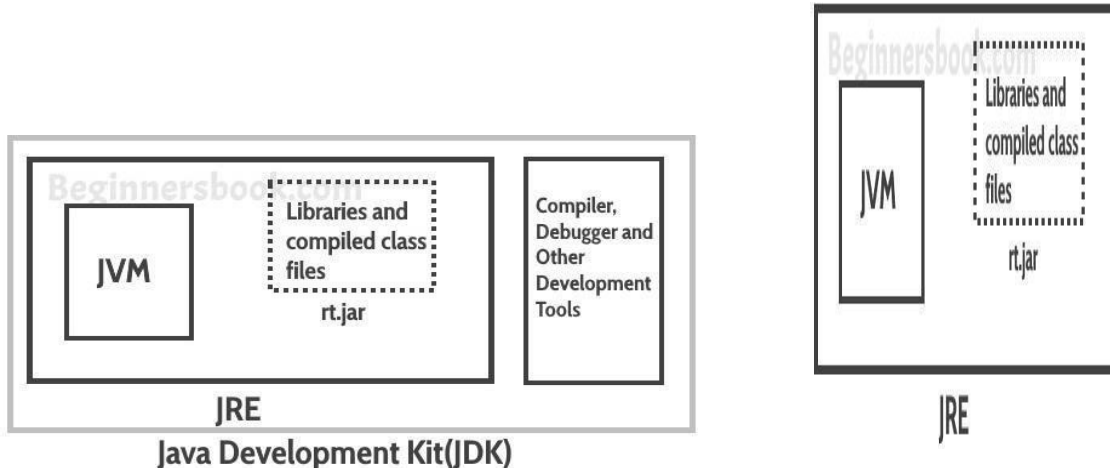 Beginnersbook.com
JVM
Libraries and
compiled class
files
rt.jar
Compiler,
Debugger and
Other
Development
Tools
JRE
Java Development Kit(JDK)
Beginnersbook.com
JVM
Libraries and
compiled class
files
rt.jar
JRE